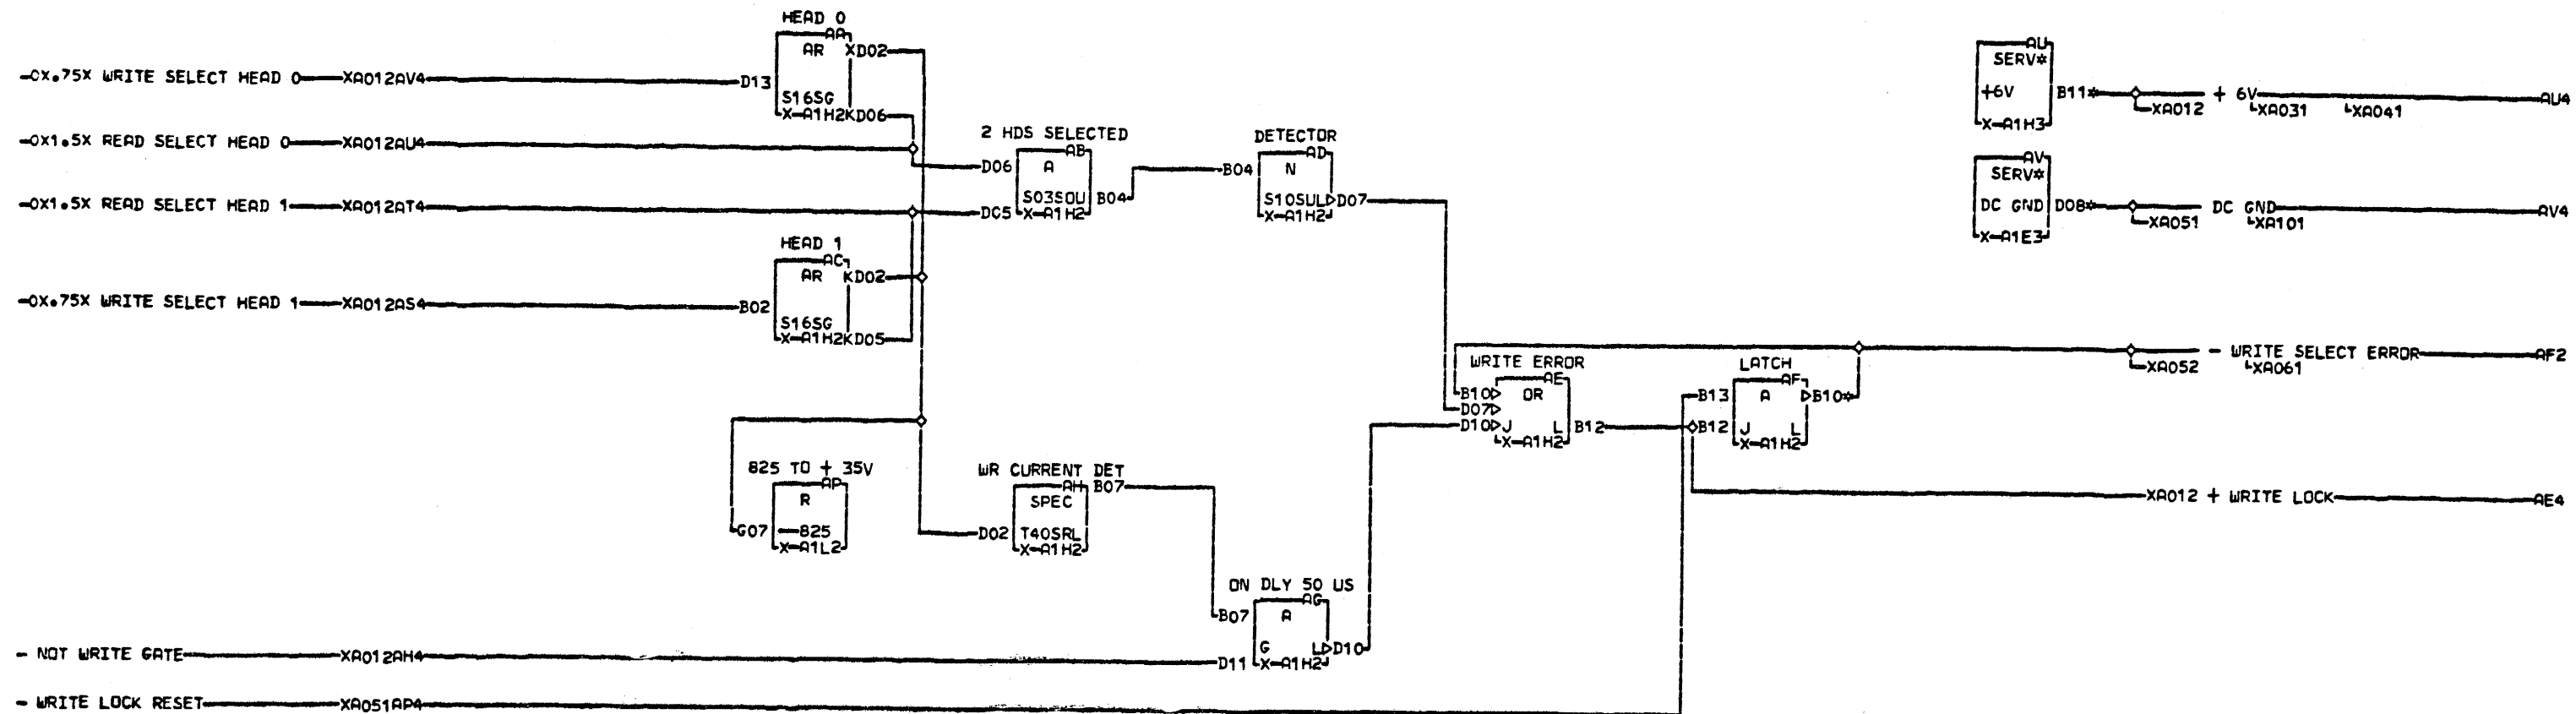 HEAD 0
AA
AR XD02
-0X.75X WRITE SELECT HEAD 0 XA012AV4 D13
S16SG
X-A1H2KD06
-0X1.5X READ SELECT HEAD 0 XA012AU4
2 HDS SELECTED
AB
D06 A
S03SOU B04
X-A1H2
DETECTOR
AD
B04 N
S10SUL D07
X-A1H2
-0X1.5X READ SELECT HEAD 1 XA012AT4 DC5
HEAD 1
AC
AR KD02
-0X.75X WRITE SELECT HEAD 1 XA012AS4 B02
S16SG
X-A1H2KD05
AU
SERV*
+6V B11* XA012 + 6V XA031 XA041 AU4
X-A1H3
AV
SERV*
DC GND D08* XA051 DC GND XA101 AV4
X-A1E3
WRITE ERROR
AE
B10 OR
D07
D10 J L B12
X-A1H2
LATCH
AF
B13 A B10*
B12 J L
X-A1H2
XA052 - WRITE SELECT ERROR XA061 AF2
XA012 + WRITE LOCK AE4
825 TO + 35V
AP
R
G07 825
X-A1L2
WR CURRENT DET
AH B07
SPEC
D02 T40SRL
X-A1H2
ON DLY 50 US
AG
B07 A
G L D10
D11 X-A1H2
- NOT WRITE GATE XA012AH4
- WRITE LOCK RESET XA051AP4